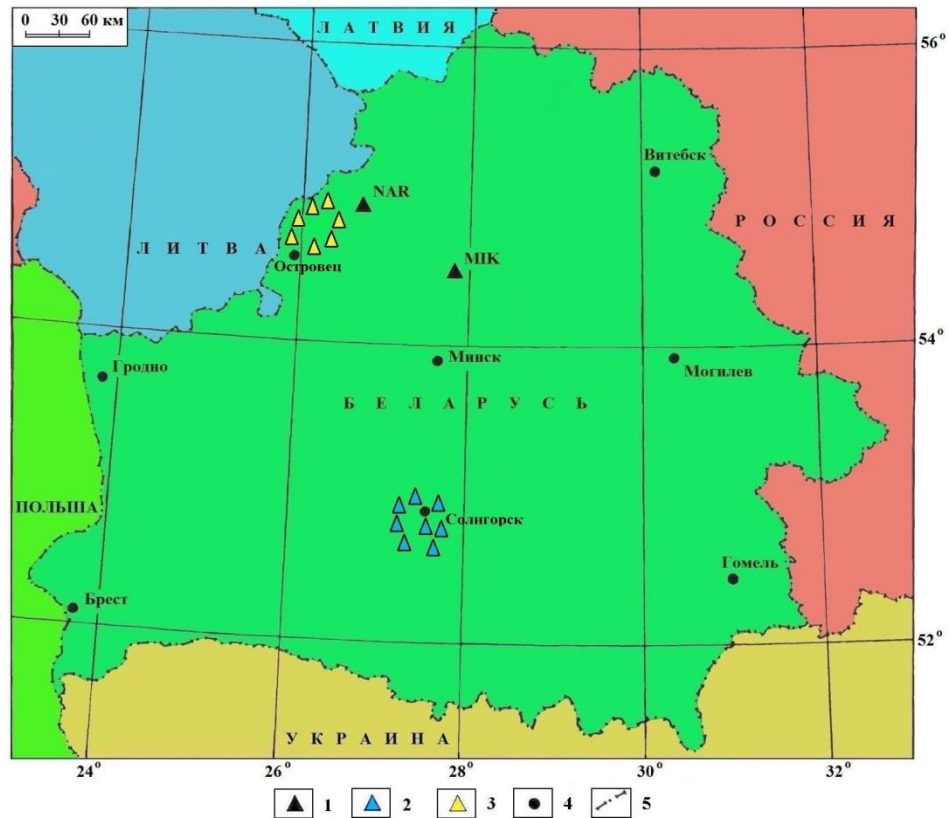 0 30 60 км
ЛАТВИЯ
56°
Витебск
NAR
РОССИЯ
ЛИТВА
Островец
MIK
54°
Минск
Гродно
Могилев
БЕЛАРУСЬ
ПОЛЬША
Солигорск
Гомель
Брест
52°
УКРАИНА
24° 26° 28° 30° 32°
1 2 3 4 5